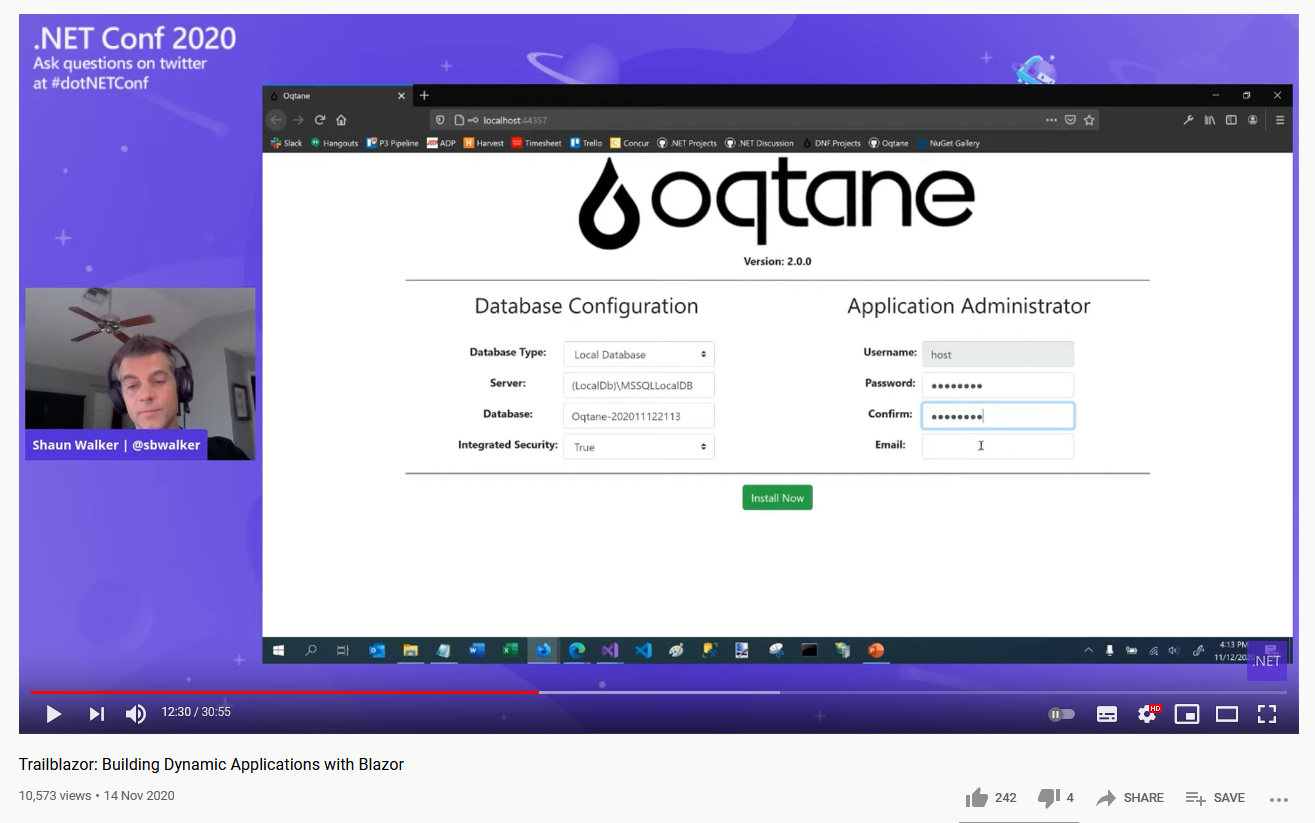 .NET Conf 2020
Ask questions on twitter
at #dotNETConf
Oqtane
localhost:44357
Slack Hangouts P3 Pipeline ADP Harvest Timesheet Trello Concur .NET Projects .NET Discussion DNF.Projects Oqtane NuGet Gallery
oqtane
Version: 2.0.0
Database Configuration
Application Administrator
Database Type: Local Database
Username: host
Server: (LocalDb)\MSSQLLocalDB
Password: ●●●●●●●●
Database: Oqtane-202011122113
Confirm: ●●●●●●●●
Integrated Security: True
Email:
Install Now
Shaun Walker | @sbwalker
4:13 PM
.NET
12:30 / 30:55
HD
Trailblazor: Building Dynamic Applications with Blazor
10,573 views • 14 Nov 2020
242 4 SHARE SAVE